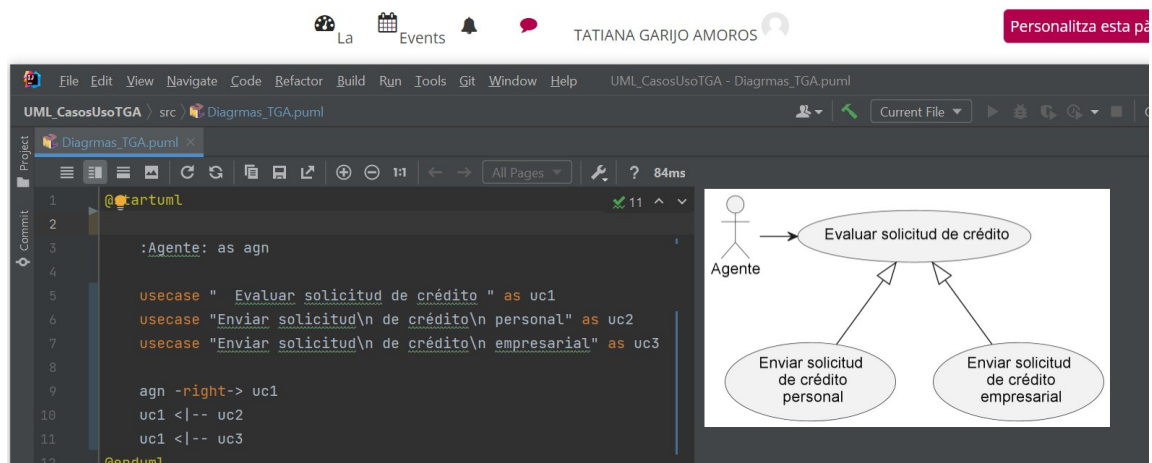 La Events TATIANA GARIJO AMOROS Personalitza esta pà
File Edit View Navigate Code Refactor Build Run Tools Git Window Help UML_CasosUsoTGA - Diagrmas_TGA.puml
UML_CasosUsoTGA src Diagrmas_TGA.puml Current File
Diagrmas_TGA.puml
1:1 All Pages ? 84ms
Project
Commit
1 @startuml 11
2
3 :Agente: as agn
4
5 usecase "  Evaluar solicitud de crédito " as uc1
6 usecase "Enviar solicitud\n de crédito\n personal" as uc2
7 usecase "Enviar solicitud\n de crédito\n empresarial" as uc3
8
9 agn -right-> uc1
10 uc1 <|-- uc2
11 uc1 <|-- uc3
12 @enduml
Evaluar solicitud de crédito
Agente
Enviar solicitud
de crédito
personal
Enviar solicitud
de crédito
empresarial